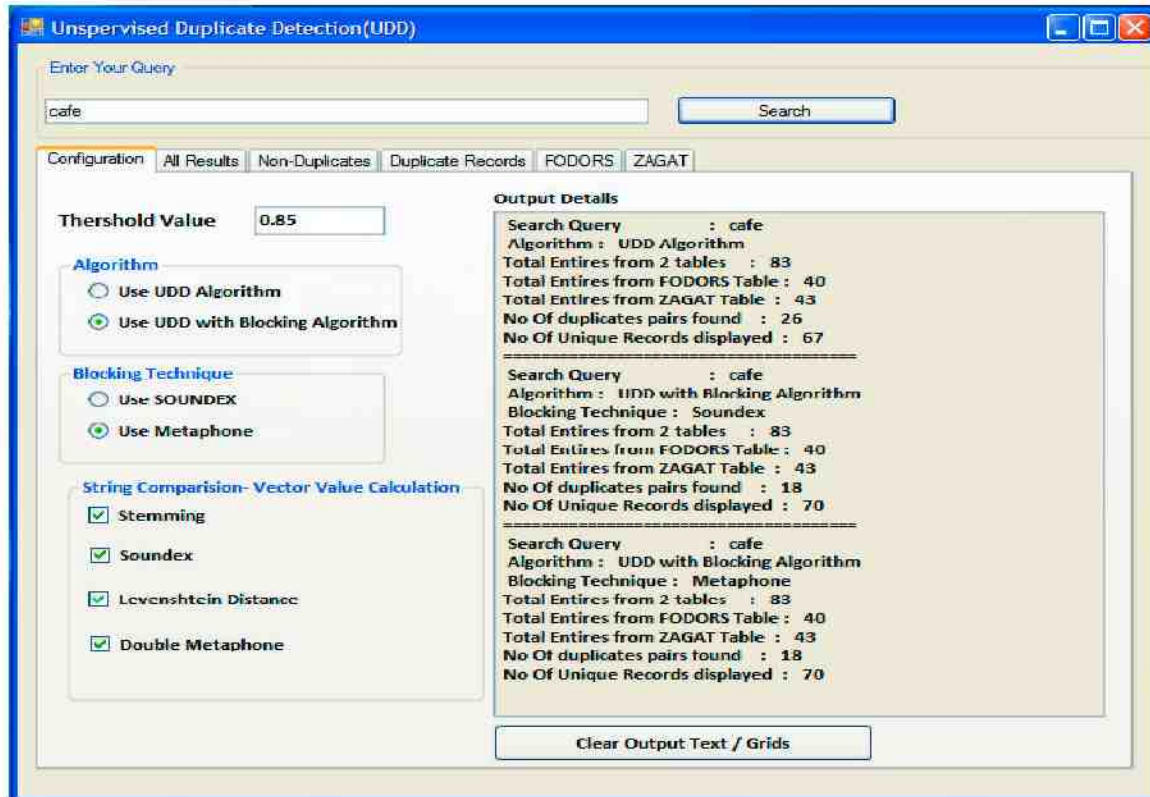 Unspervised Duplicate Detection(UDD)
Enter Your Query
cafe
Search
Configuration All Results Non-Duplicates Duplicate Records FODORS ZAGAT
Thershold Value 0.85
Algorithm
Use UDD Algorithm
Use UDD with Blocking Algorithm
Blocking Technique
Use SOUNDEX
Use Metaphone
String Comparision- Vector Value Calculation
Stemming
Soundex
Levenshtein Distance
Double Metaphone
Output Details
Search Query : cafe
Algorithm : UDD Algorithm
Total Entires from 2 tables : 83
Total Entires from FODORS Table : 40
Total Entires from ZAGAT Table : 43
No Of duplicates pairs found : 26
No Of Unique Records displayed : 67
========================================
Search Query : cafe
Algorithm : UDD with Blocking Algorithm
Blocking Technique : Soundex
Total Entires from 2 tables : 83
Total Entires from FODORS Table : 40
Total Entires from ZAGAT Table : 43
No Of duplicates pairs found : 18
No Of Unique Records displayed : 70
========================================
Search Query : cafe
Algorithm : UDD with Blocking Algorithm
Blocking Technique : Metaphone
Total Entires from 2 tables : 83
Total Entires from FODORS Table : 40
Total Entires from ZAGAT Table : 43
No Of duplicates pairs found : 18
No Of Unique Records displayed : 70
Clear Output Text / Grids